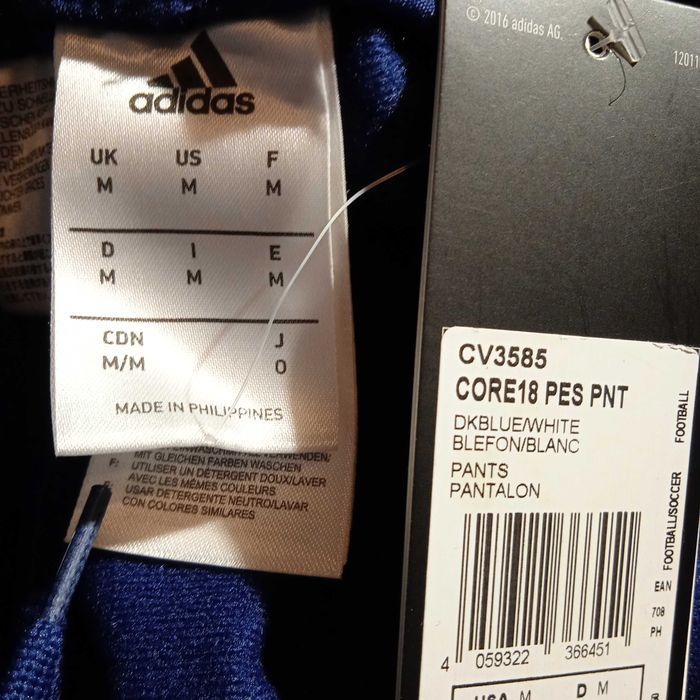 adidas
UK US F
M M M
D I E
M M M
CDN J
M/M O
MADE IN PHILIPPINES
MIT GLEICHEN FARBEN WASCHEN
F: UTILISER UN DETERGENT DOUX/LAVER
AVEC LES MÊMES COULEURS
USAR DETERGENTE NEUTRO/LAVAR
CON COLORES SIMILARES
© 2016 adidas AG.
12011
CV3585
CORE18 PES PNT
DKBLUE/WHITE
BLEFON/BLANC
PANTS
PANTALON
FOOTBALL
FOOTBALL/SOCCER
EAN
708
PH
4 059322 366451
USA M D M